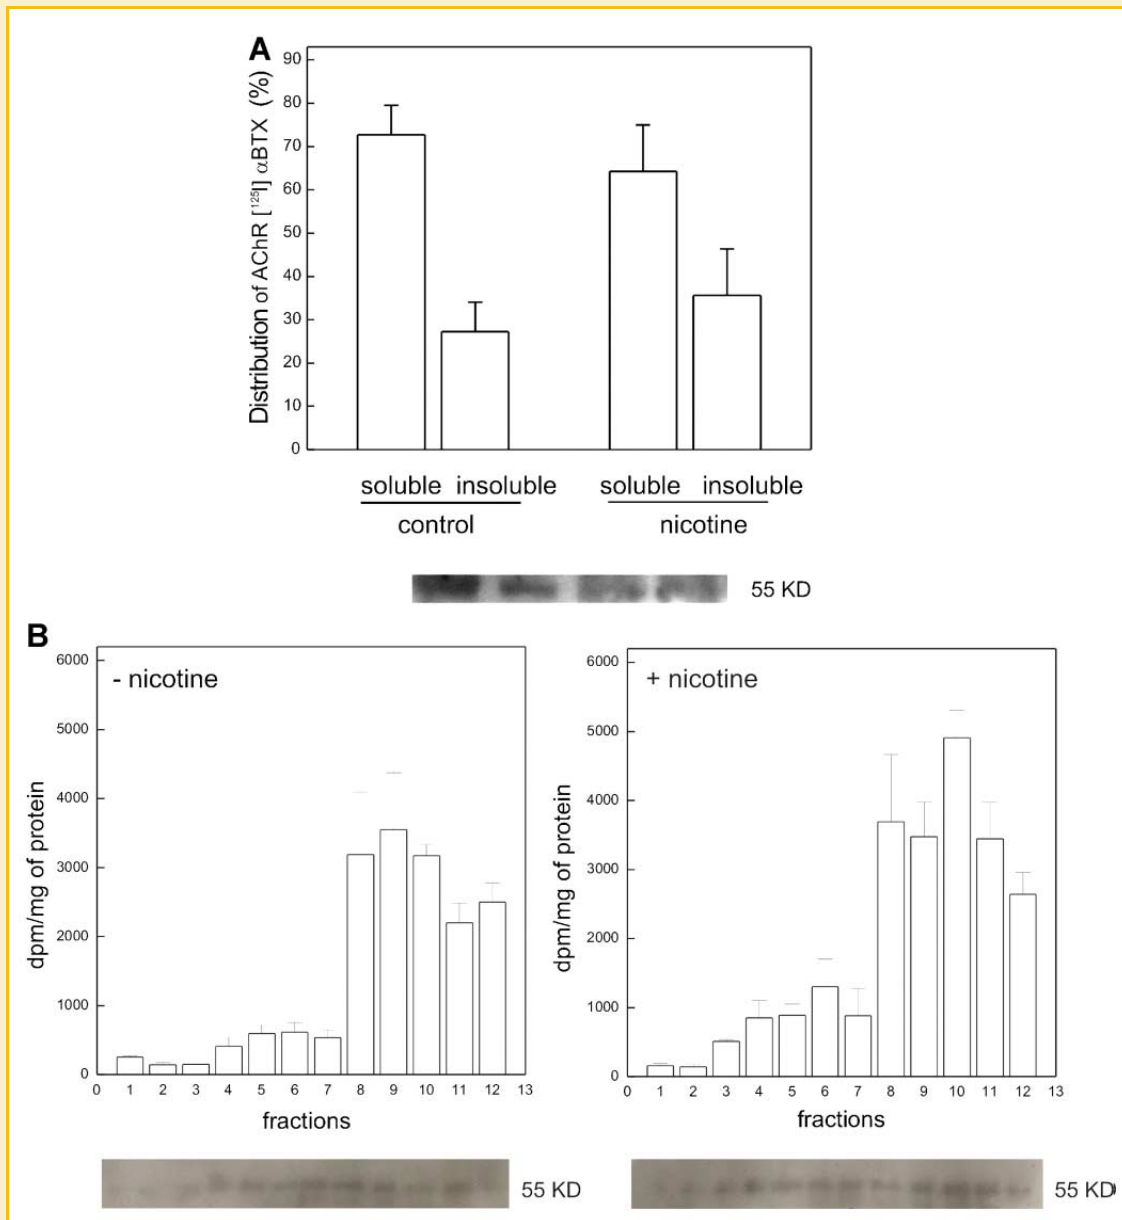 A
Distribution of AChR [¹²⁵I] αBTX (%)
90
80
70
60
50
40
30
20
10
0
soluble insoluble soluble insoluble
control nicotine
55 KD
B
- nicotine
dpm/mg of protein
6000
5000
4000
3000
2000
1000
0
0 1 2 3 4 5 6 7 8 9 10 11 12 13
fractions
55 KD
+ nicotine
dpm/mg of protein
6000
5000
4000
3000
2000
1000
0
0 1 2 3 4 5 6 7 8 9 10 11 12 13
fractions
55 KD